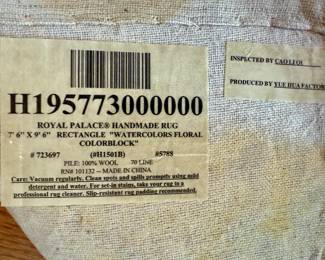 H195773000000
ROYAL PALACE® HANDMADE RUG
7' 6" X 9' 6" RECTANGLE "WATERCOLORS FLORAL
COLORBLOCK"
# 723697 (#H1501B) #5788
PILE: 100% WOOL 70 LINE
RN# 101132 -- MADE IN CHINA
Care: Vacuum regularly. Clean spots and spills promptly using mild
detergent and water. For set-in stains, take your rug to a
professional rug cleaner. Slip-resistant rug padding recommended.
INSPECTED BY CAO LEOI
PRODUCED BY YUE HUA FACTOR